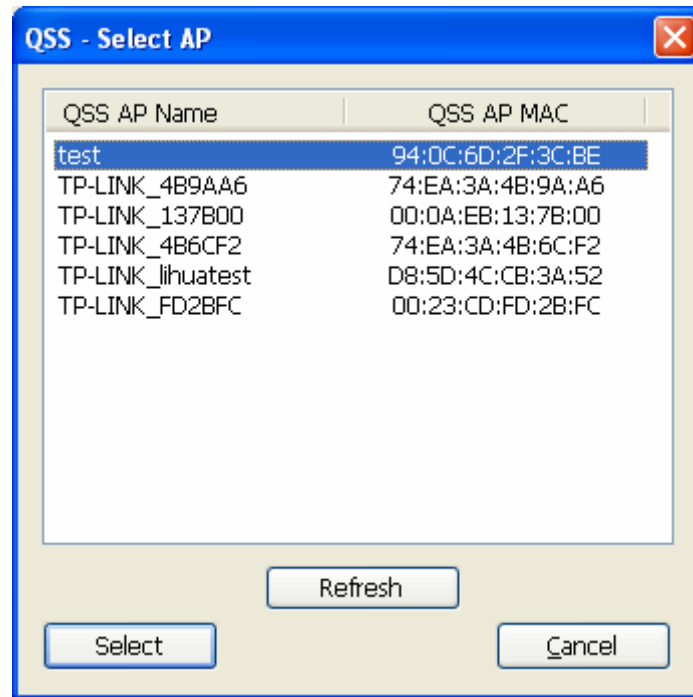 QSS - Select AP
QSS AP Name QSS AP MAC
test 94:0C:6D:2F:3C:BE
TP-LINK_4B9AA6 74:EA:3A:4B:9A:A6
TP-LINK_137B00 00:0A:EB:13:7B:00
TP-LINK_4B6CF2 74:EA:3A:4B:6C:F2
TP-LINK_lihuatest D8:5D:4C:CB:3A:52
TP-LINK_FD2BFC 00:23:CD:FD:2B:FC
Refresh
Select Cancel